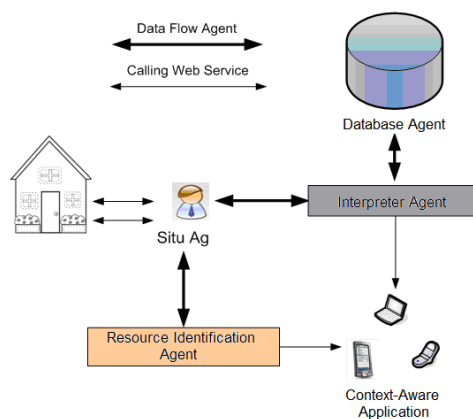 Data Flow Agent
Calling Web Service
Database Agent
Interpreter Agent
Situ Ag
Resource Identification
Agent
Context-Aware
Application